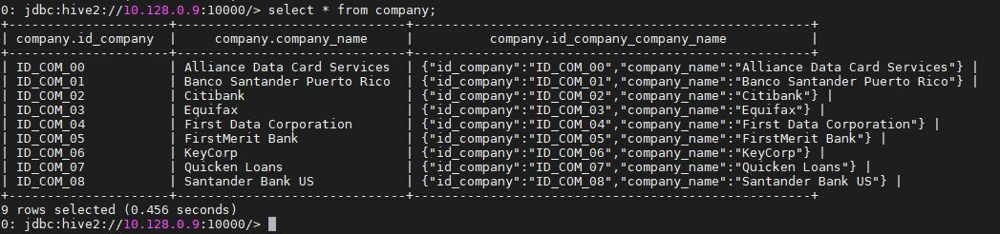 0: jdbc:hive2://10.128.0.9:10000/> select * from company;
+---------------------+---------------------------+-----------------------------------------------+
| company.id_company  |   company.company_name    |        company.id_company_company_name        |
+---------------------+---------------------------+-----------------------------------------------+
| ID_COM_00           | Alliance Data Card Services  | {"id_company":"ID_COM_00","company_name":"Alliance Data Card Services"} |
| ID_COM_01           | Banco Santander Puerto Rico  | {"id_company":"ID_COM_01","company_name":"Banco Santander Puerto Rico"} |
| ID_COM_02           | Citibank                  | {"id_company":"ID_COM_02","company_name":"Citibank"} |
| ID_COM_03           | Equifax                   | {"id_company":"ID_COM_03","company_name":"Equifax"} |
| ID_COM_04           | First Data Corporation    | {"id_company":"ID_COM_04","company_name":"First Data Corporation"} |
| ID_COM_05           | FirstMerit Bank           | {"id_company":"ID_COM_05","company_name":"FirstMerit Bank"} |
| ID_COM_06           | KeyCorp                   | {"id_company":"ID_COM_06","company_name":"KeyCorp"} |
| ID_COM_07           | Quicken Loans             | {"id_company":"ID_COM_07","company_name":"Quicken Loans"} |
| ID_COM_08           | Santander Bank US         | {"id_company":"ID_COM_08","company_name":"Santander Bank US"} |
+---------------------+---------------------------+-----------------------------------------------+
9 rows selected (0.456 seconds)
0: jdbc:hive2://10.128.0.9:10000/>